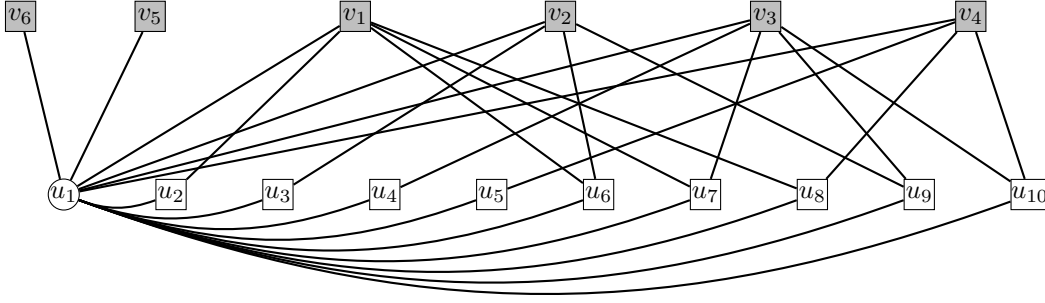 v₆ v₅ v₁ v₂ v₃ v₄
u₁ u₂ u₃ u₄ u₅ u₆ u₇ u₈ u₉ u₁₀